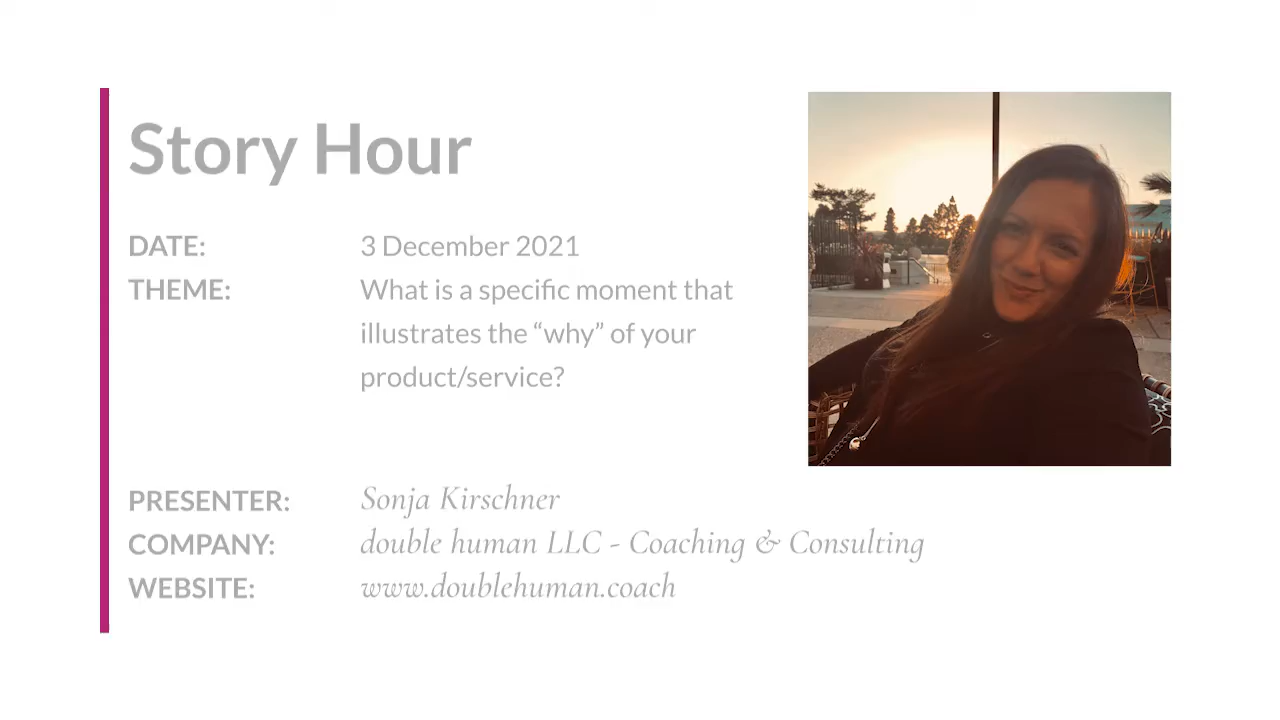 Story Hour
DATE: 3 December 2021
THEME: What is a specific moment that
illustrates the “why” of your
product/service?
PRESENTER: Sonja Kirschner
COMPANY: double human LLC - Coaching & Consulting
WEBSITE: www.doublehuman.coach